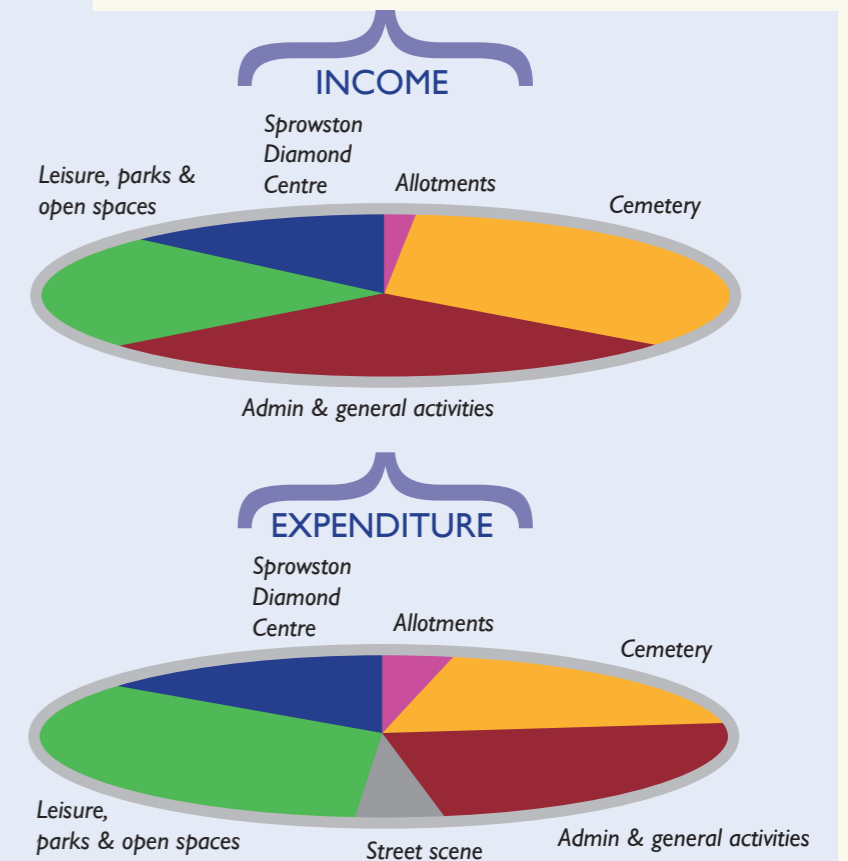 INCOME
Sprowston
Diamond
Centre
Leisure, parks &
open spaces
Allotments
Cemetery
Admin & general activities
EXPENDITURE
Sprowston
Diamond
Centre
Allotments
Cemetery
Leisure,
parks & open spaces
Street scene
Admin & general activities